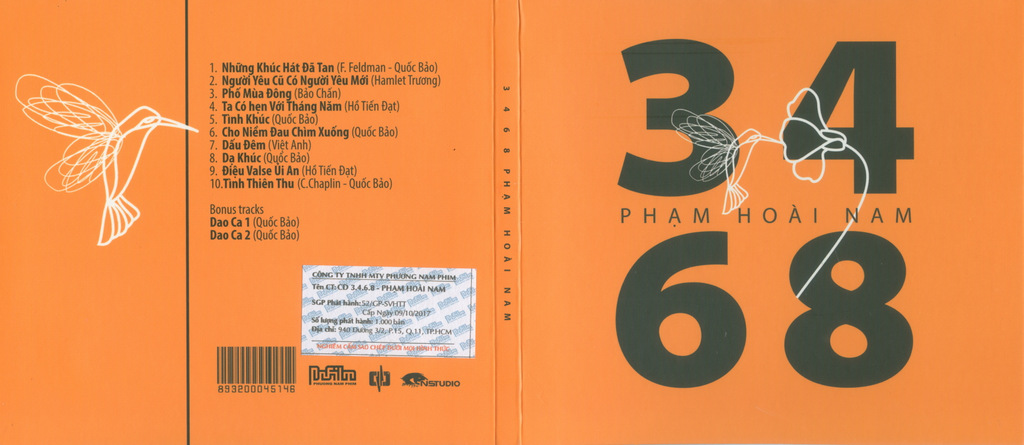 1. Những Khúc Hát Đã Tan (F. Feldman - Quốc Bảo)
2. Người Yêu Cũ Có Người Yêu Mới (Hamlet Trương)
3. Phố Mùa Đông (Bảo Chấn)
4. Ta Có hẹn Với Tháng Năm (Hồ Tiến Đạt)
5. Tình Khúc (Quốc Bảo)
6. Cho Niềm Đau Chìm Xuống (Quốc Bảo)
7. Dấu Đêm (Việt Anh)
8. Dạ Khúc (Quốc Bảo)
9. Điệu Valse Ủi An (Hồ Tiến Đạt)
10.Tình Thiên Thu (C.Chaplin - Quốc Bảo)
Bonus tracks
Dao Ca 1 (Quốc Bảo)
Dao Ca 2 (Quốc Bảo)
CÔNG TY TNHH MTV PHƯƠNG NAM PHIM
Tên CT: CD 3.4.6.8 - PHẠM HOÀI NAM
SGP Phát hành: 52/GP-SVHTT
Cấp Ngày 09/10/2017
Số lượng phát hành: 1.000 bản
Địa chỉ: 940 Đường 3/2, P.15, Q.11, TP.HCM
NGHIÊM CẤM SAO CHÉP DƯỚI MỌI HÌNH THỨC
893200045146
PNFilm
PHUONG NAM PHIM
NSTUDIO
3 4 6 8 PHẠM HOÀI NAM
34
PHẠM HOÀI NAM
68